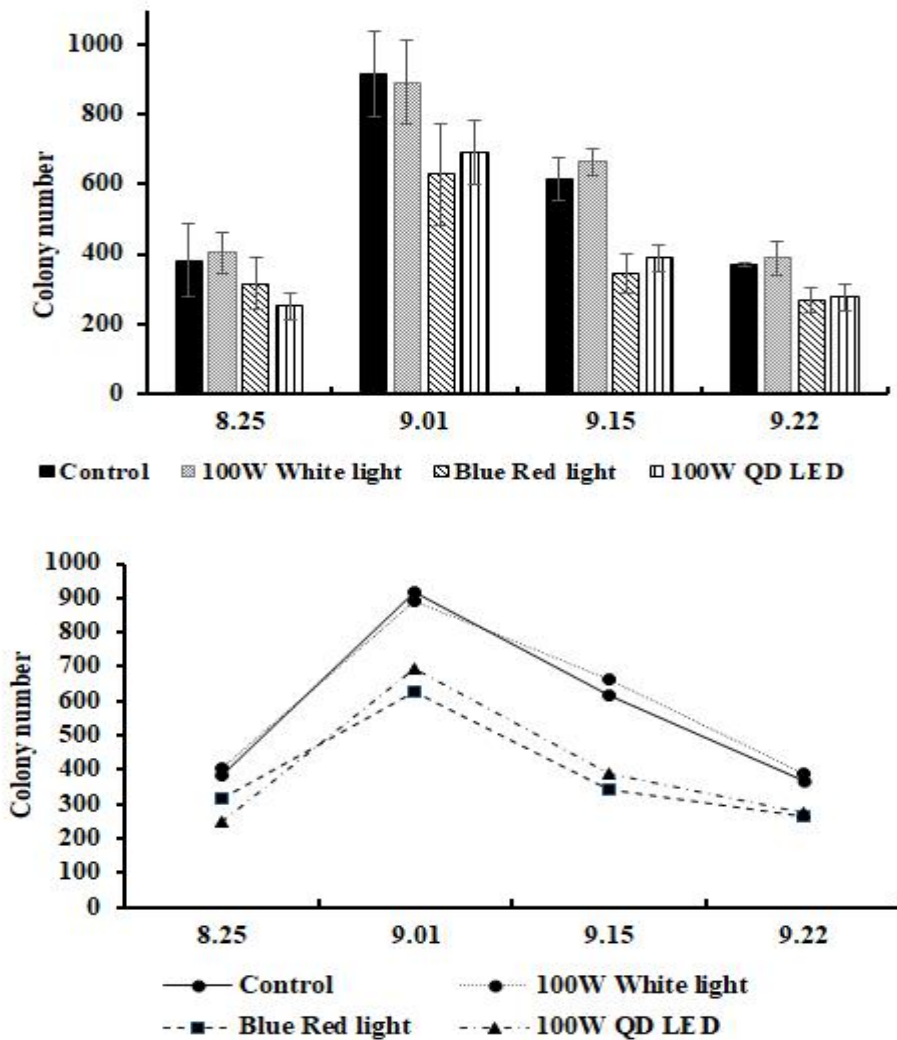 1000
800
600
400
200
0
Colony number
8.25 9.01 9.15 9.22
Control 100W White light Blue Red light 100W QD LED
1000
900
800
700
600
500
400
300
200
100
0
Colony number
8.25 9.01 9.15 9.22
Control 100W White light
Blue Red light 100W QD LED